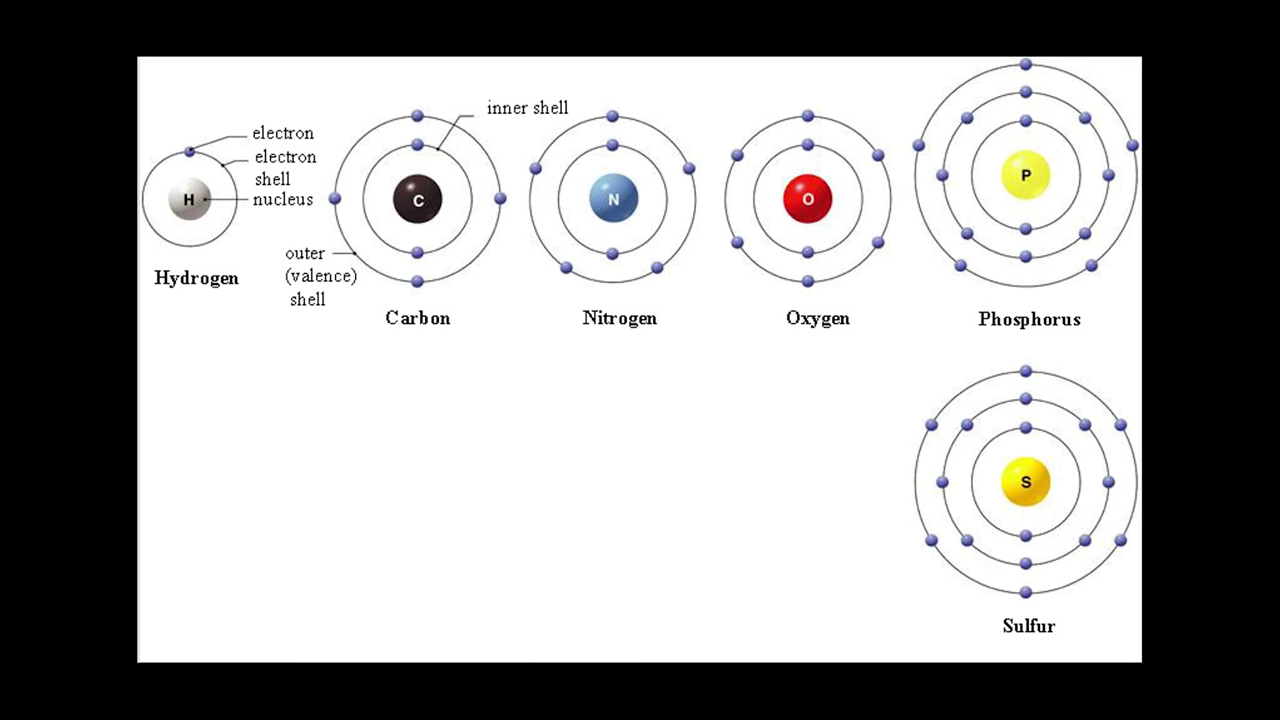 inner shell
electron
electron
shell
nucleus
H
C
N
O
P
outer
(valence)
shell
Hydrogen
Carbon
Nitrogen
Oxygen
Phosphorus
S
Sulfur